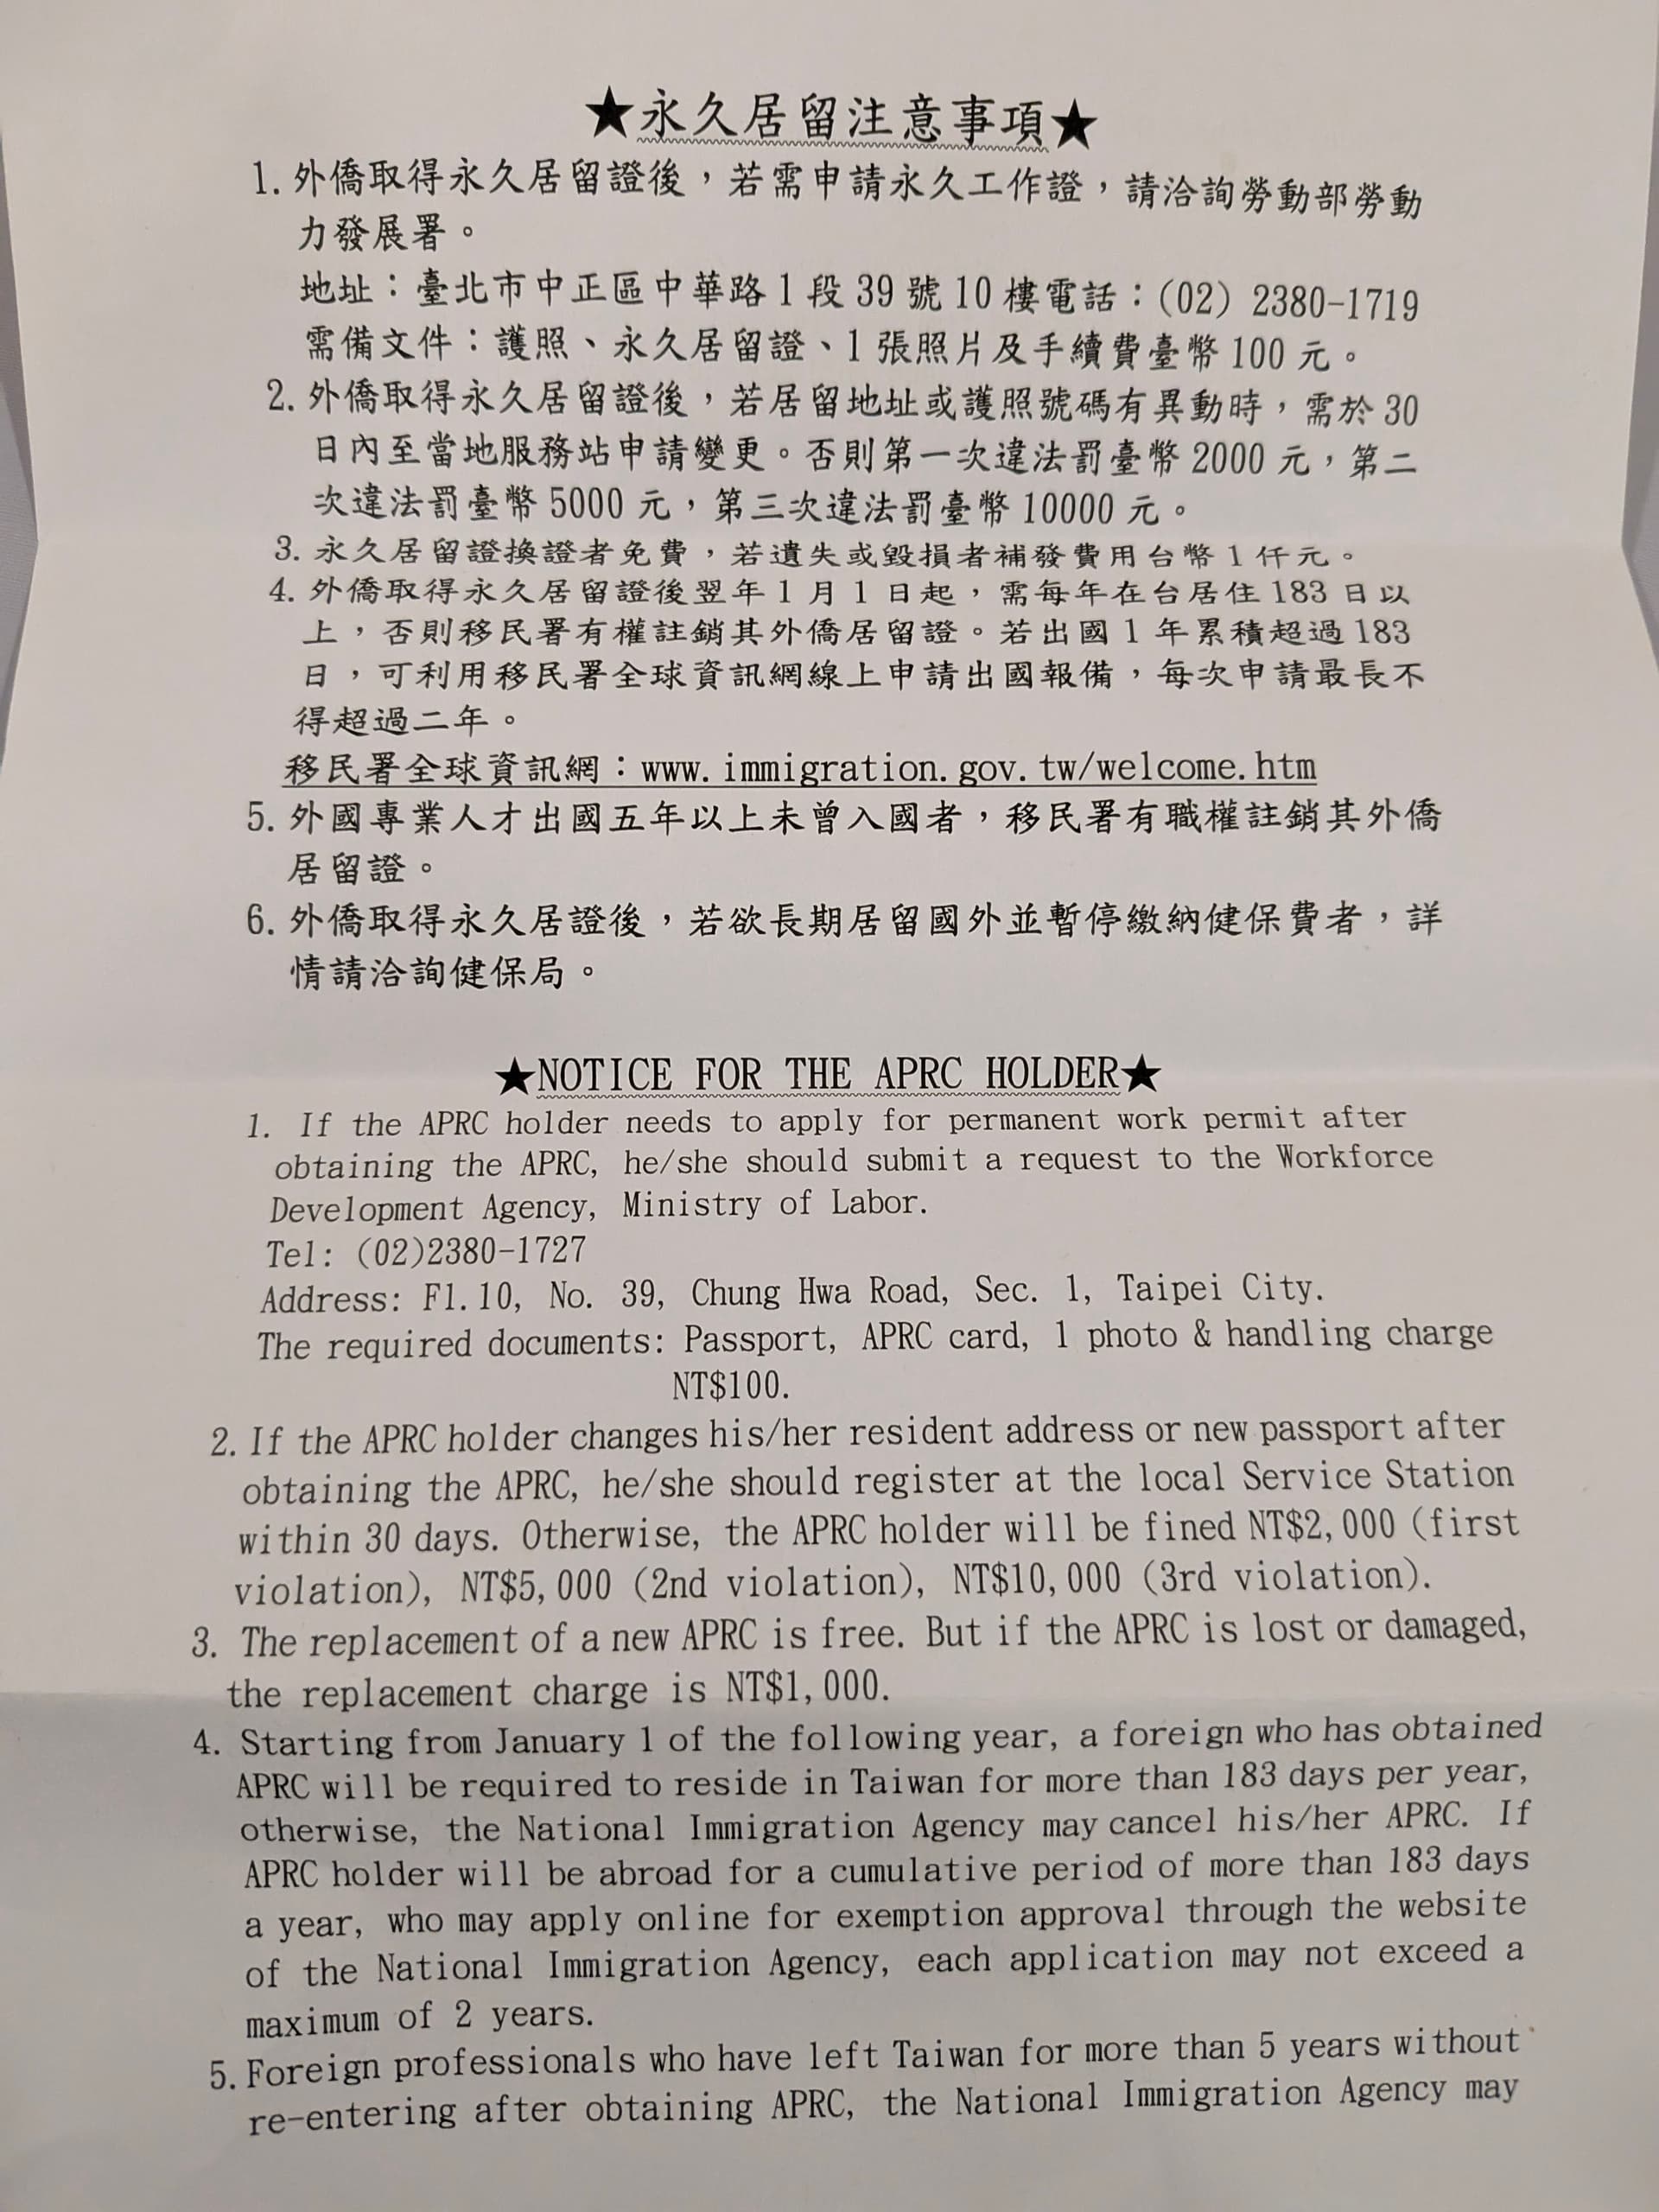 ★永久居留注意事項★
1. 外僑取得永久居留證後，若需申請永久工作證，請洽詢勞動部勞動
力發展署。
地址：臺北市中正區中華路1段39號10樓電話：(02) 2380-1719
需備文件：護照、永久居留證、1張照片及手續費臺幣100元。
2. 外僑取得永久居留證後，若居留地址或護照號碼有異動時，需於30
日內至當地服務站申請變更。否則第一次違法罰臺幣2000元，第二
次違法罰臺幣5000元，第三次違法罰臺幣10000元。
3. 永久居留證換證者免費，若遺失或毀損者補發費用台幣1仟元。
4. 外僑取得永久居留證後翌年1月1日起，需每年在台居住183日以
上，否則移民署有權註銷其外僑居留證。若出國1年累積超過183
日，可利用移民署全球資訊網線上申請出國報備，每次申請最長不
得超過二年。
移民署全球資訊網：www.immigration.gov.tw/welcome.htm
5. 外國專業人才出國五年以上未曾入國者，移民署有職權註銷其外僑
居留證。
6. 外僑取得永久居證後，若欲長期居留國外並暫停繳納健保費者，詳
情請洽詢健保局。
★NOTICE FOR THE APRC HOLDER★
1. If the APRC holder needs to apply for permanent work permit after
obtaining the APRC, he/she should submit a request to the Workforce
Development Agency, Ministry of Labor.
Tel: (02)2380-1727
Address: Fl.10, No. 39, Chung Hwa Road, Sec. 1, Taipei City.
The required documents: Passport, APRC card, 1 photo & handling charge
NT$100.
2. If the APRC holder changes his/her resident address or new passport after
obtaining the APRC, he/she should register at the local Service Station
within 30 days. Otherwise, the APRC holder will be fined NT$2,000 (first
violation), NT$5,000 (2nd violation), NT$10,000 (3rd violation).
3. The replacement of a new APRC is free. But if the APRC is lost or damaged,
the replacement charge is NT$1,000.
4. Starting from January 1 of the following year, a foreign who has obtained
APRC will be required to reside in Taiwan for more than 183 days per year,
otherwise, the National Immigration Agency may cancel his/her APRC. If
APRC holder will be abroad for a cumulative period of more than 183 days
a year, who may apply online for exemption approval through the website
of the National Immigration Agency, each application may not exceed a
maximum of 2 years.
5. Foreign professionals who have left Taiwan for more than 5 years without
re-entering after obtaining APRC, the National Immigration Agency may